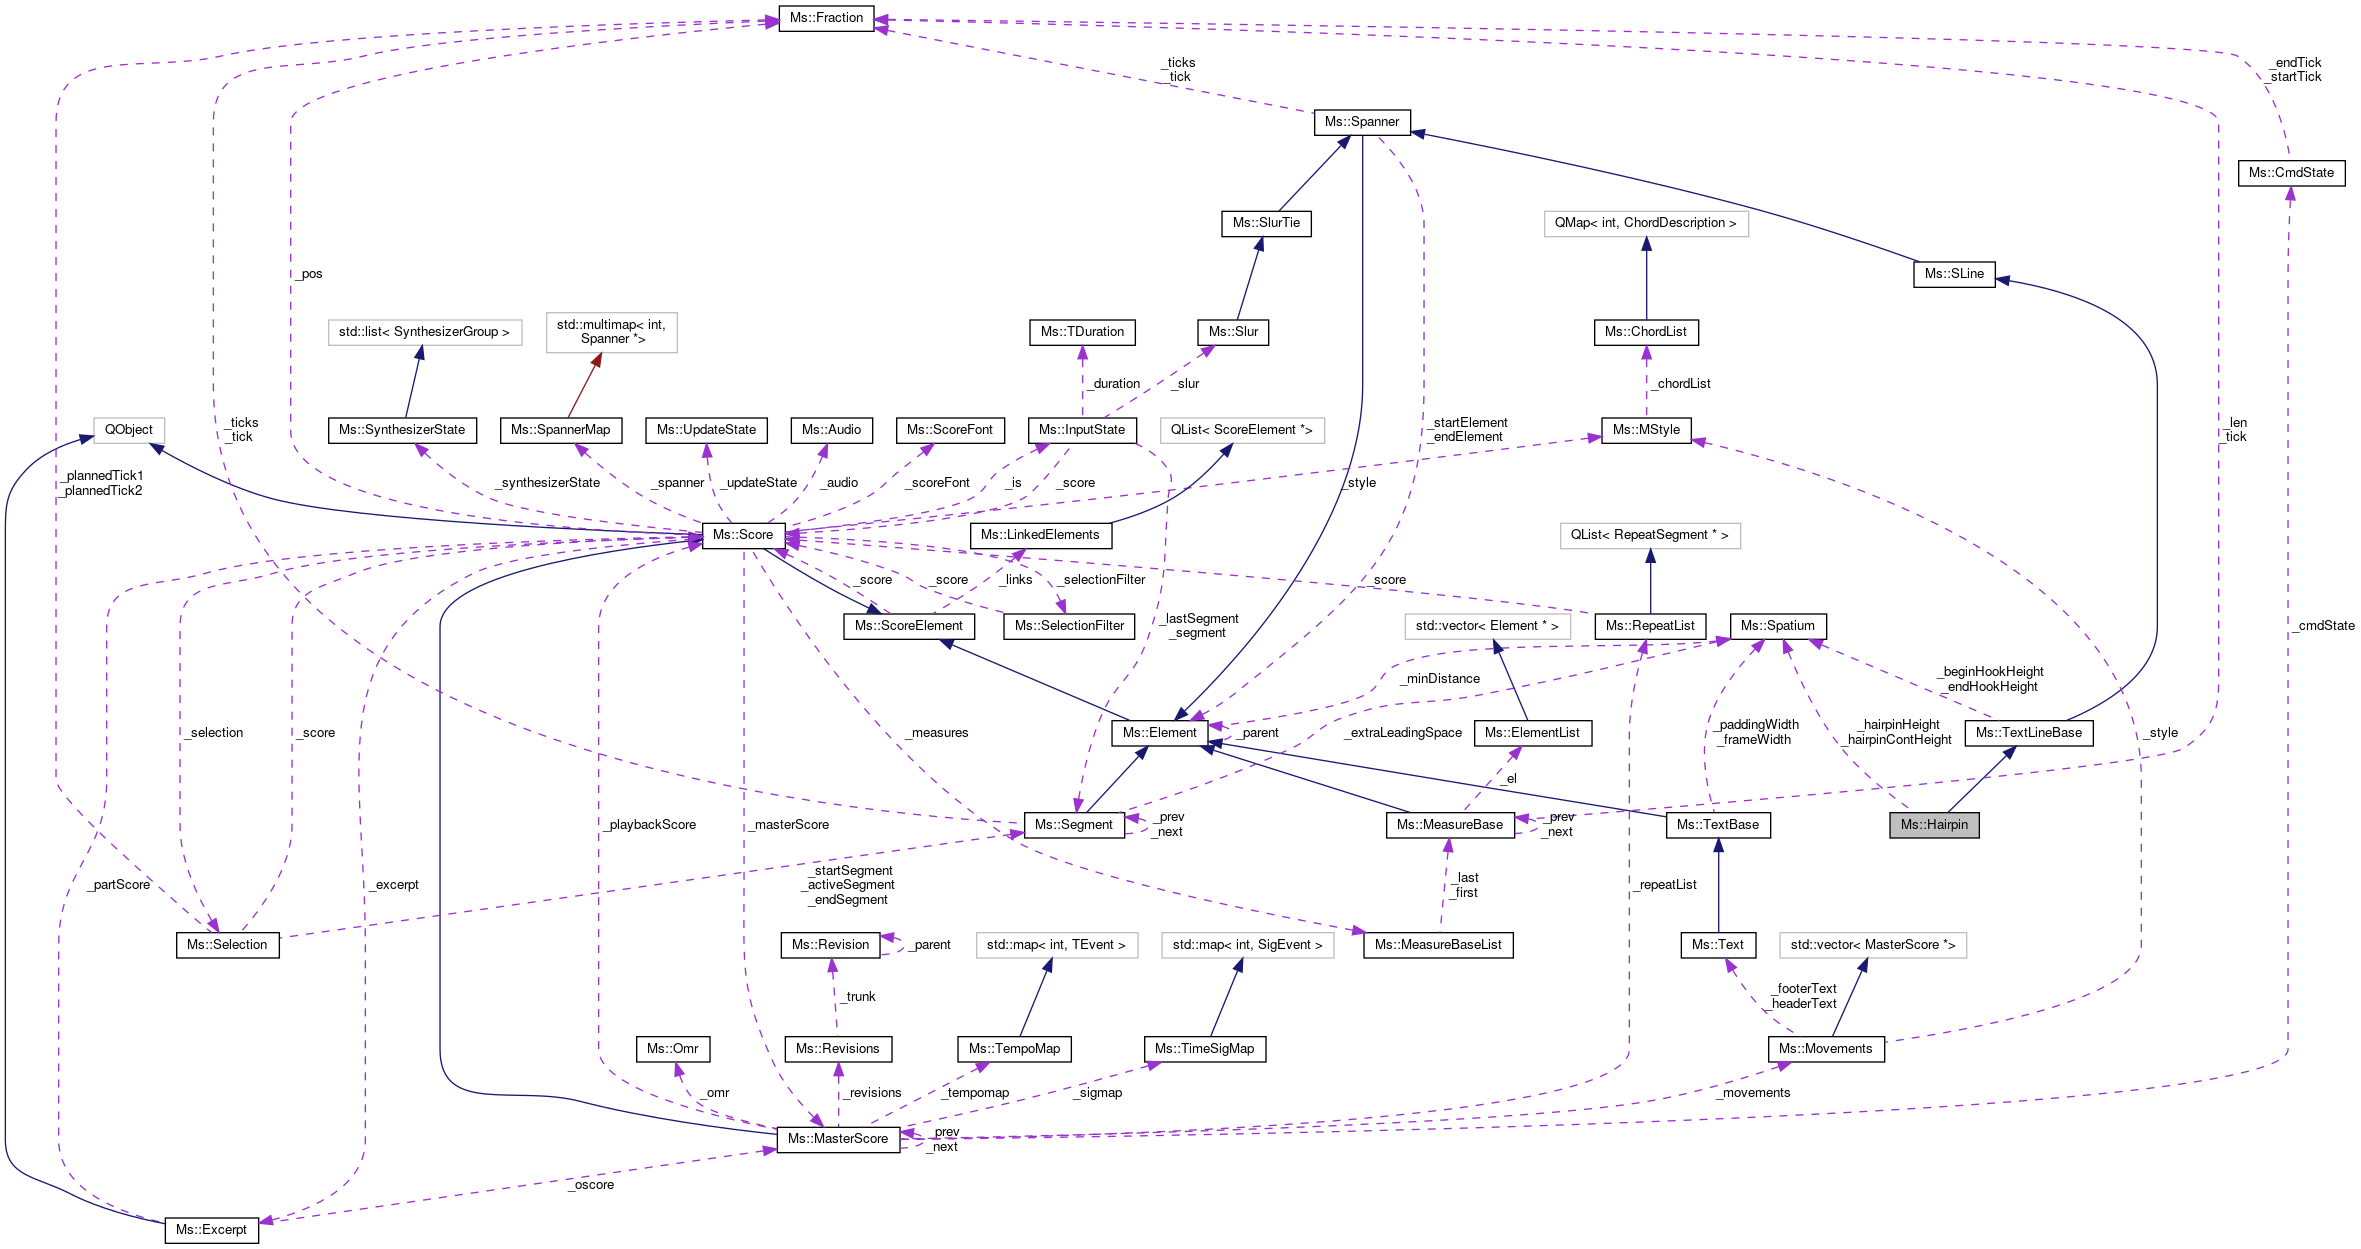 Ms::Fraction
_ticks
_tick
_endTick
_startTick
Ms::Spanner
Ms::CmdState
Ms::SlurTie
QMap< int, ChordDescription >
_pos
Ms::SLine
std::list< SynthesizerGroup >
std::multimap< int,
Spanner *>
Ms::TDuration
Ms::Slur
Ms::ChordList
_duration
_slur
_chordList
QObject
_ticks
_tick
Ms::SynthesizerState
Ms::SpannerMap
Ms::UpdateState
Ms::Audio
Ms::ScoreFont
Ms::InputState
QList< ScoreElement *>
_startElement
_endElement
Ms::MStyle
_len
_tick
_plannedTick1
_plannedTick2
_synthesizerState
_spanner
_updateState
_audio
_scoreFont
_is
_score
_style
Ms::Score
Ms::LinkedElements
QList< RepeatSegment * >
_score
_score
_links
_selectionFilter
_score
Ms::ScoreElement
Ms::SelectionFilter
_lastSegment
_segment
std::vector< Element * >
Ms::RepeatList
Ms::Spatium
_cmdState
_minDistance
_beginHookHeight
_endHookHeight
_selection
_score
_measures
Ms::Element
_parent
_extraLeadingSpace
Ms::ElementList
_paddingWidth
_frameWidth
_hairpinHeight
_hairpinContHeight
Ms::TextLineBase
_style
_el
_playbackScore
_masterScore
Ms::Segment
_prev
_next
Ms::MeasureBase
_prev
_next
Ms::TextBase
Ms::Hairpin
_partScore
_excerpt
_startSegment
_activeSegment
_endSegment
_last
_first
_repeatList
Ms::Selection
Ms::Revision
_parent
std::map< int, TEvent >
std::map< int, SigEvent >
Ms::MeasureBaseList
Ms::Text
std::vector< MasterScore *>
_trunk
_footerText
_headerText
Ms::Omr
Ms::Revisions
Ms::TempoMap
Ms::TimeSigMap
Ms::Movements
_omr
_revisions
_tempomap
_sigmap
_movements
Ms::MasterScore
_prev
_next
_oscore
Ms::Excerpt